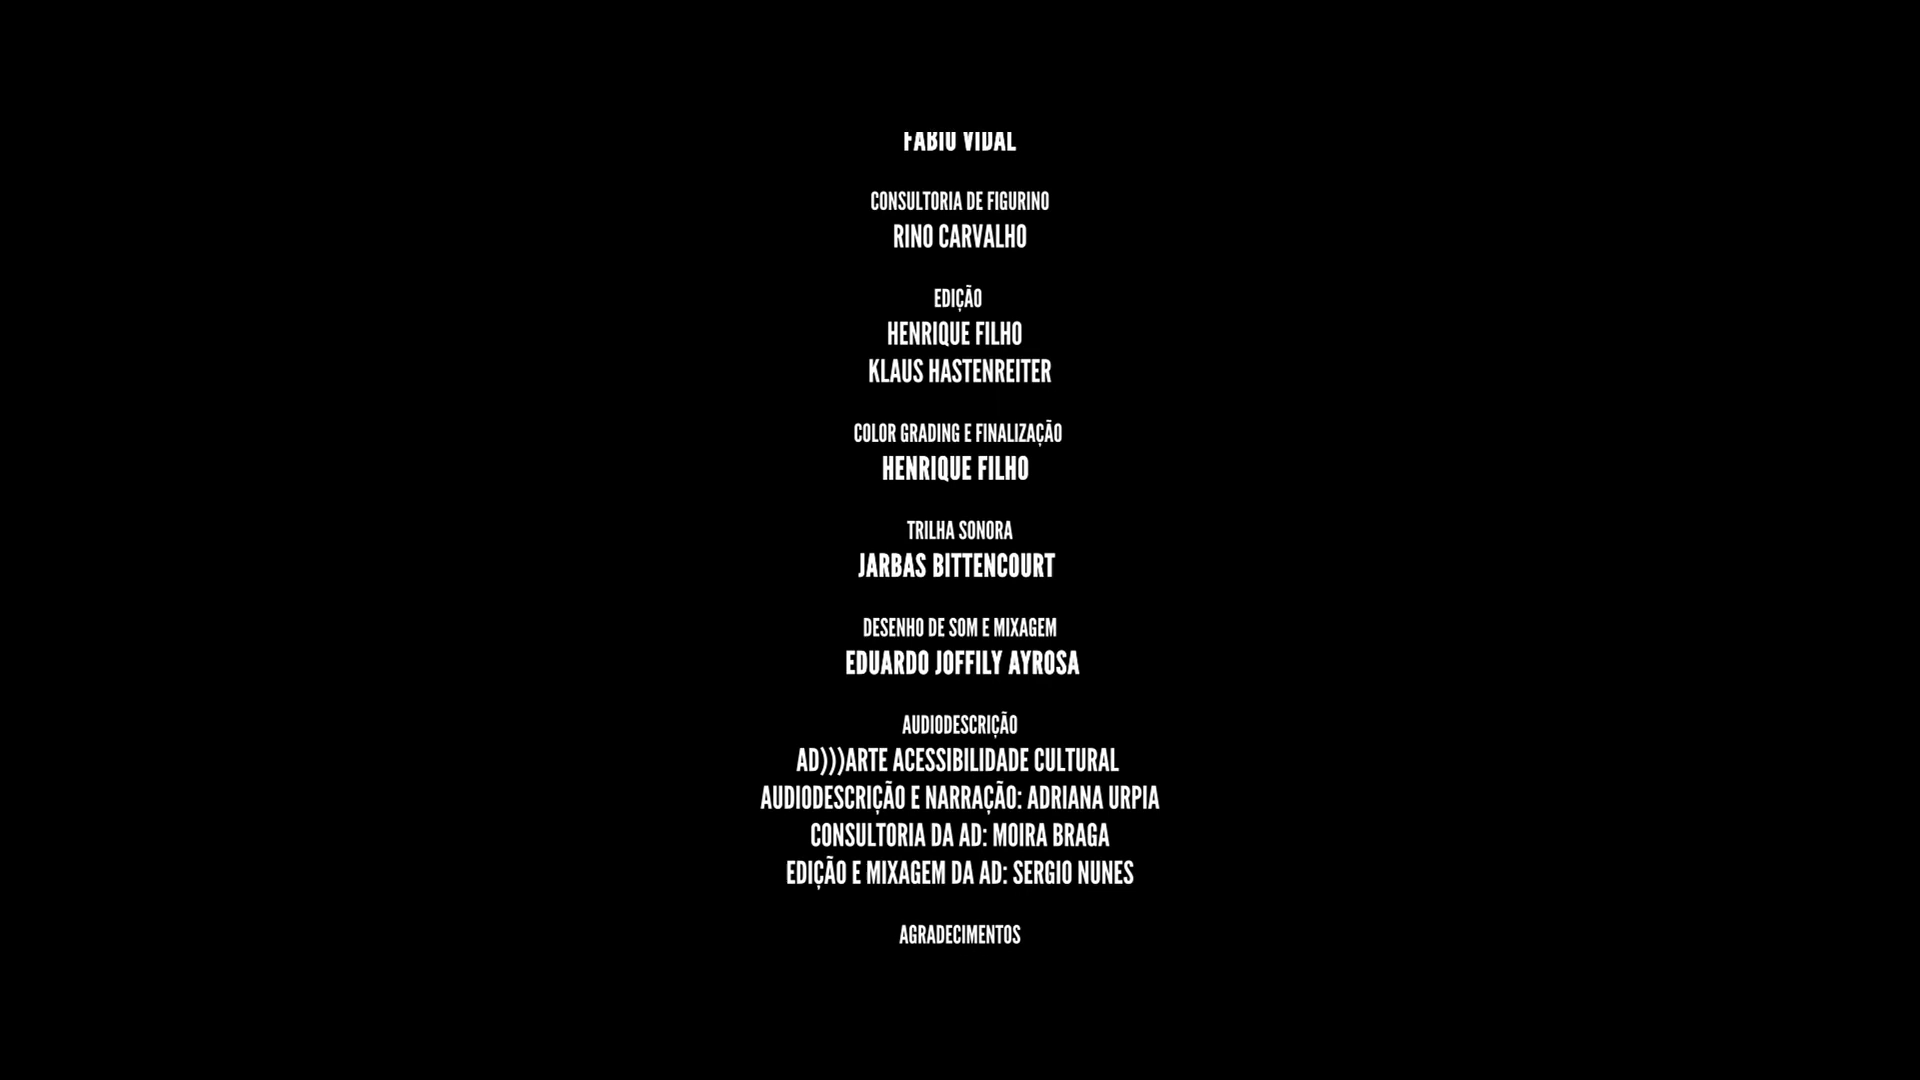 FABIO VIDAL
CONSULTORIA DE FIGURINO
RINO CARVALHO
EDIÇÃO
HENRIQUE FILHO
KLAUS HASTENREITER
COLOR GRADING E FINALIZAÇÃO
HENRIQUE FILHO
TRILHA SONORA
JARBAS BITTENCOURT
DESENHO DE SOM E MIXAGEM
EDUARDO JOFFILY AYROSA
AUDIODESCRIÇÃO
AD)))ARTE ACESSIBILIDADE CULTURAL
AUDIODESCRIÇÃO E NARRAÇÃO: ADRIANA URPIA
CONSULTORIA DA AD: MOIRA BRAGA
EDIÇÃO E MIXAGEM DA AD: SERGIO NUNES
AGRADECIMENTOS